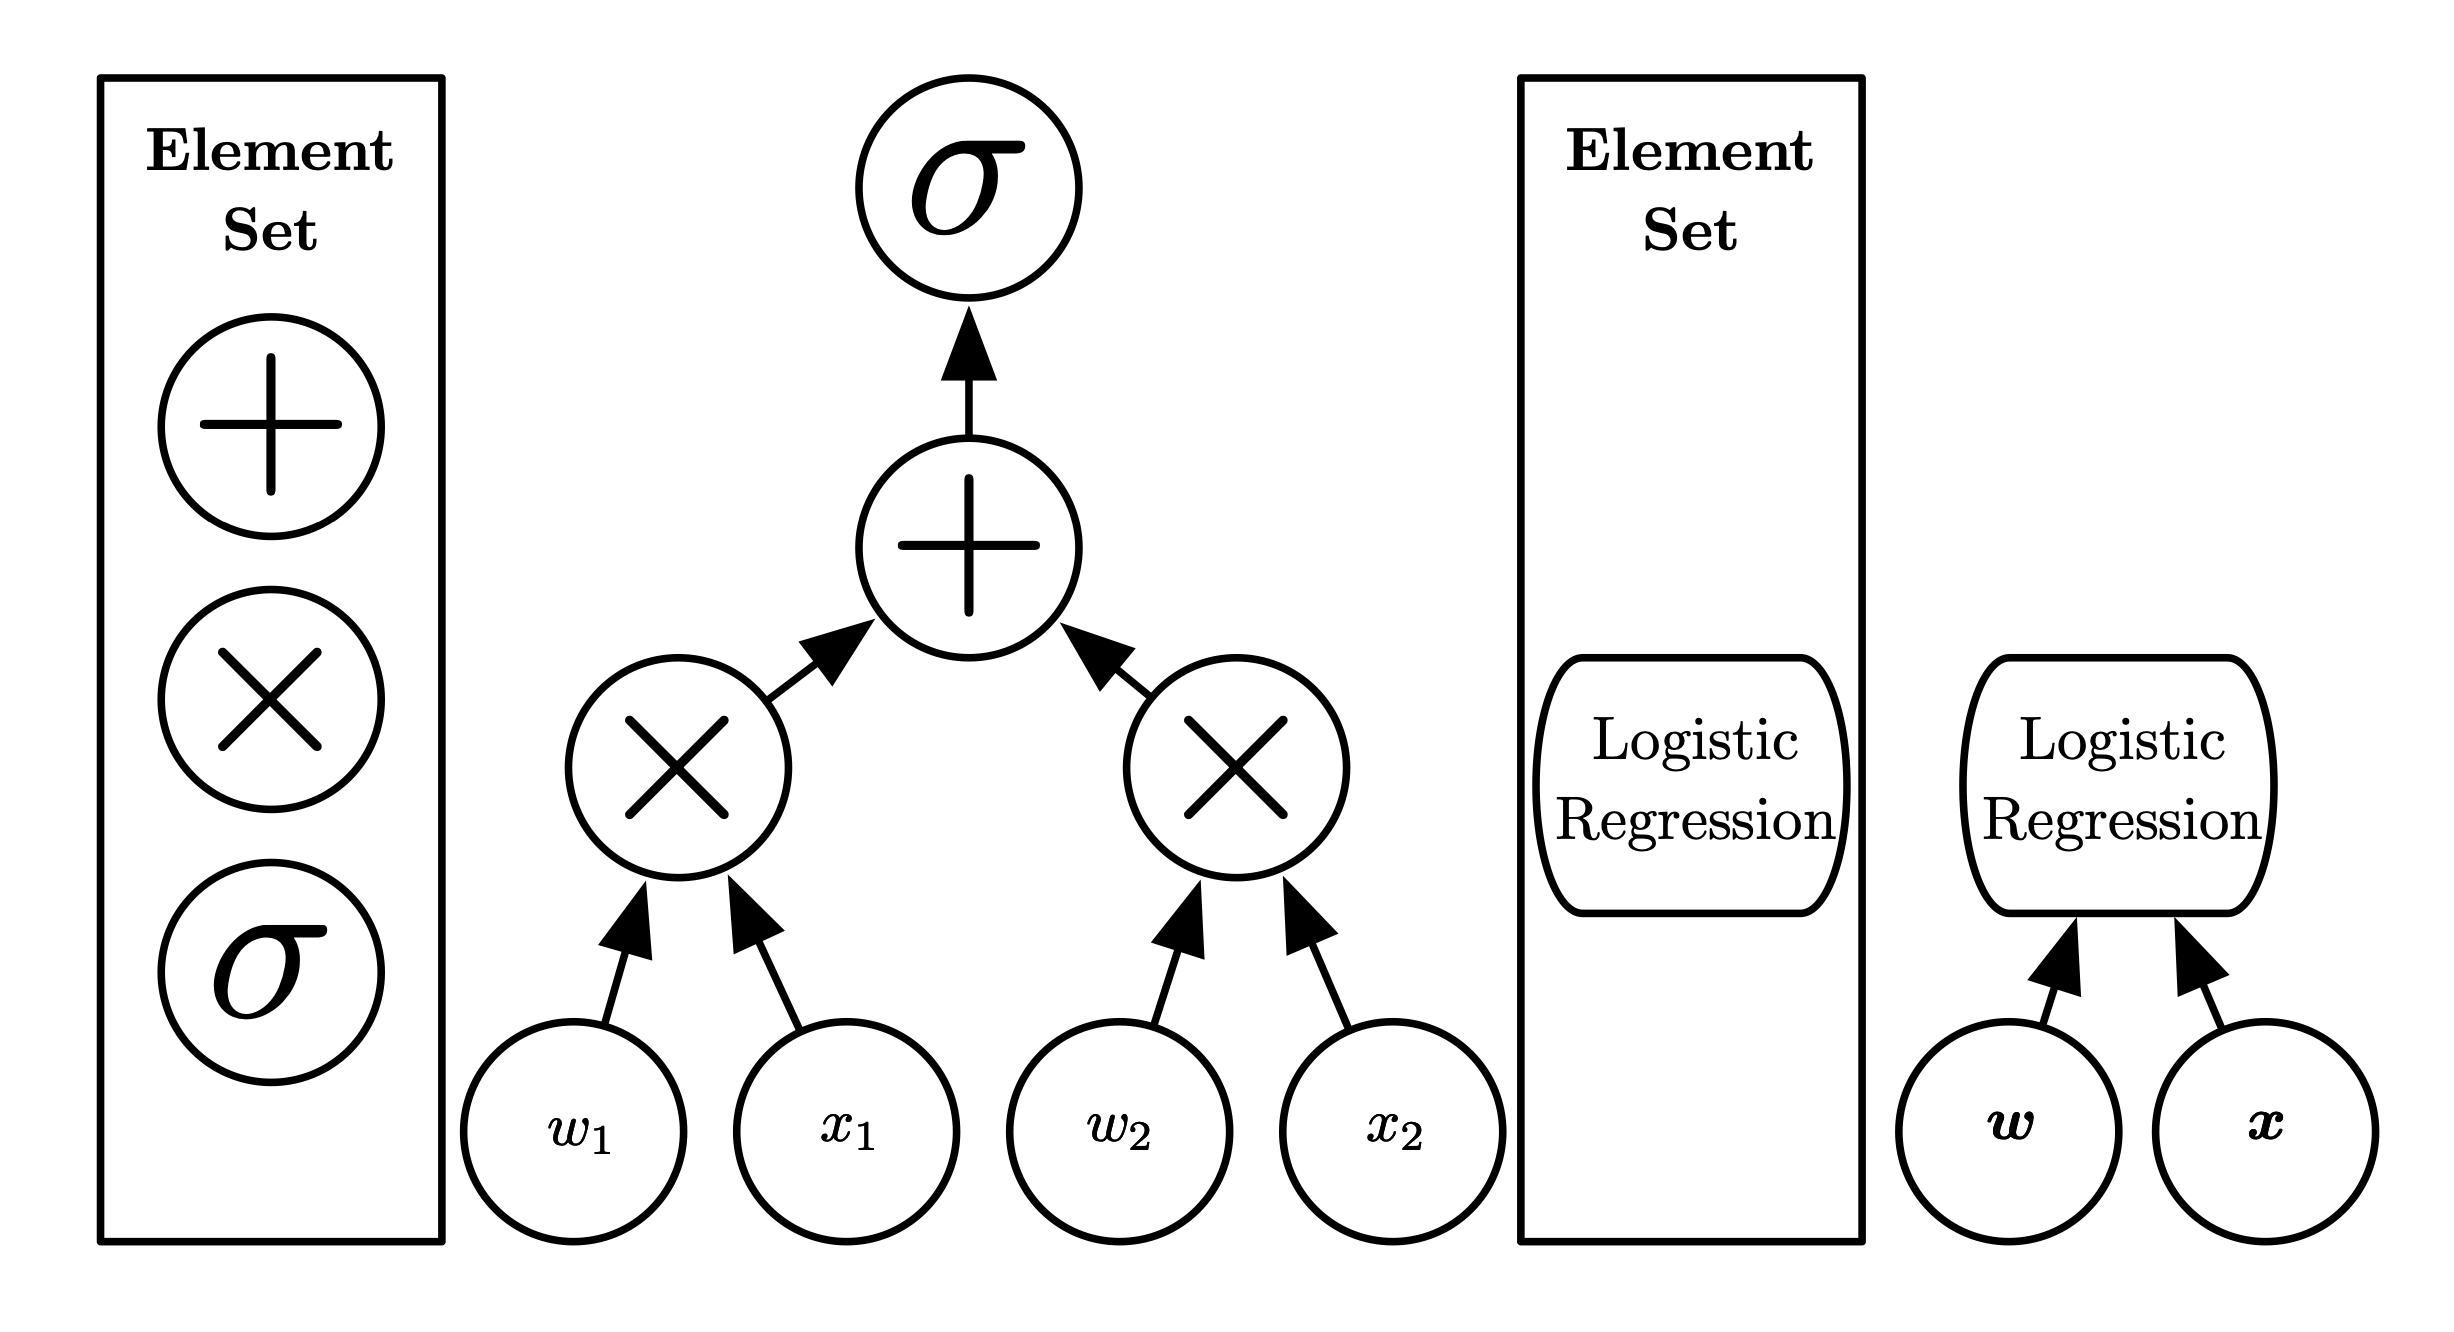 Element
Set
+
×
σ
σ
+
×
×
w₁
x₁
w₂
x₂
Element
Set
Logistic
Regression
Logistic
Regression
w
x